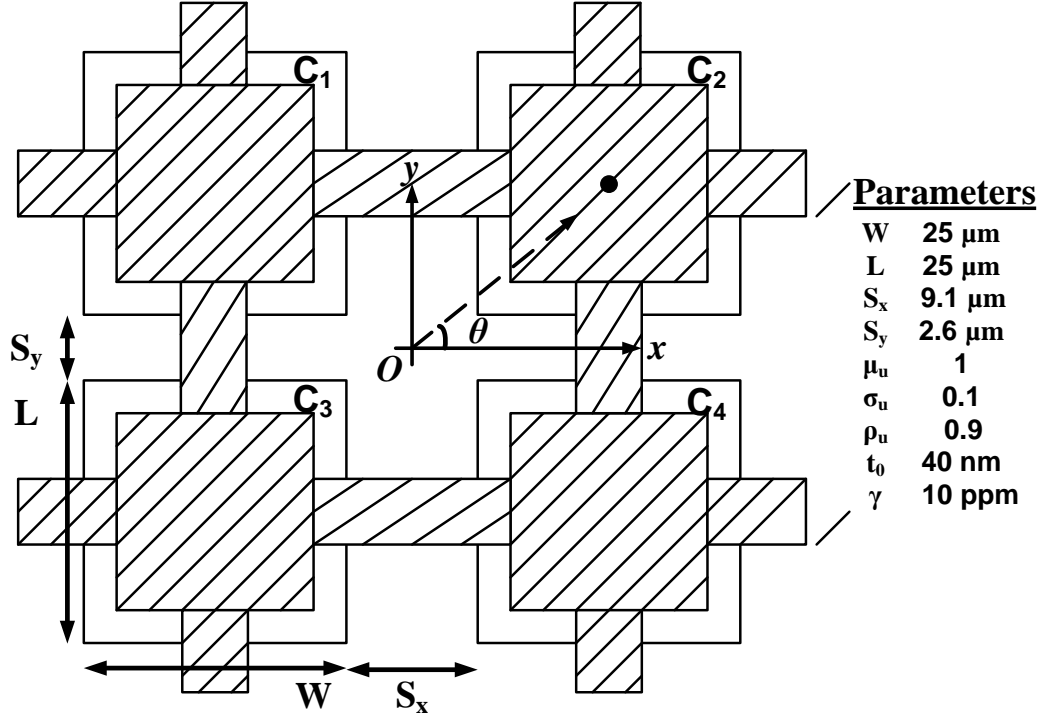 C₁ C₂
y
θ
x
O
Sy
L
C₃ C₄
W
Sₓ
Parameters
W 25 μm
L 25 μm
Sₓ 9.1 μm
Sy 2.6 μm
μᵤ 1
σᵤ 0.1
ρᵤ 0.9
t₀ 40 nm
γ 10 ppm